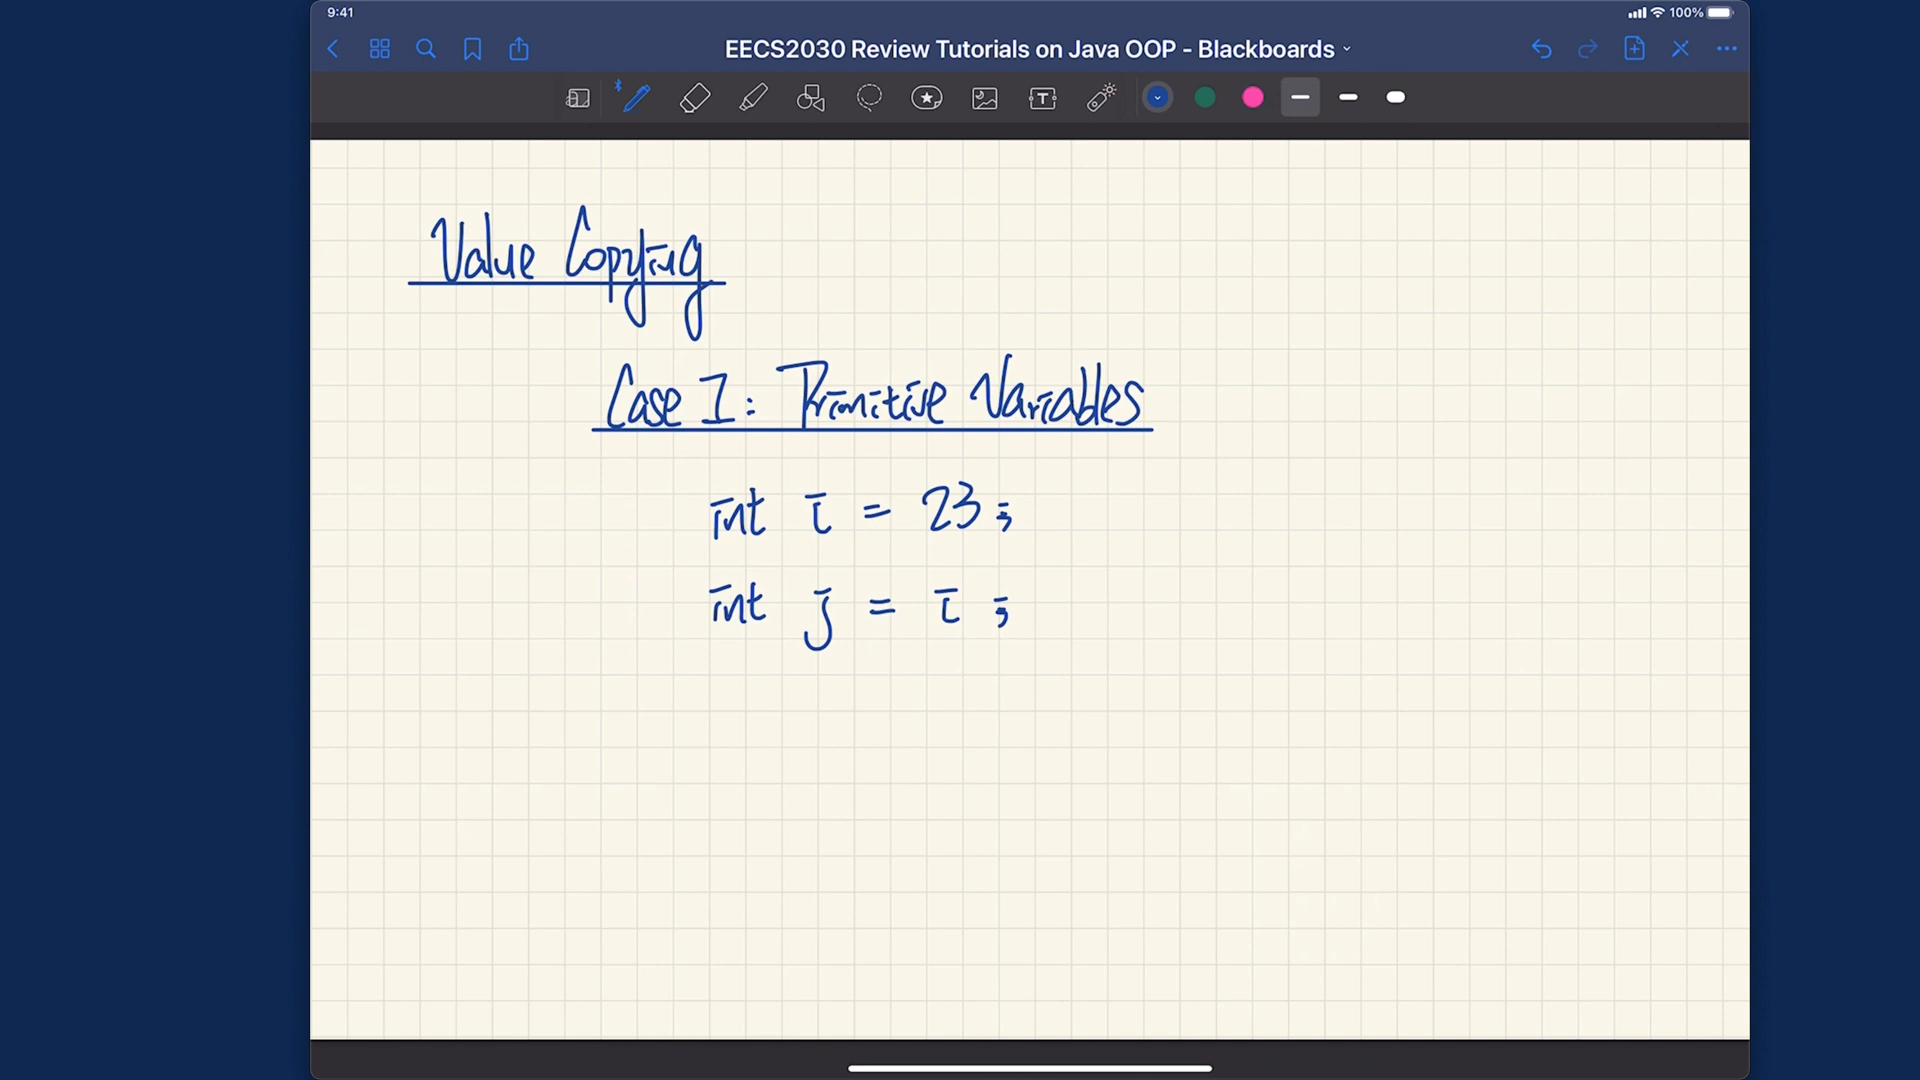 9:41
100%
EECS2030 Review Tutorials on Java OOP - Blackboards
Value Copying
Case I: Primitive Variables
int i = 23;
int j = i;